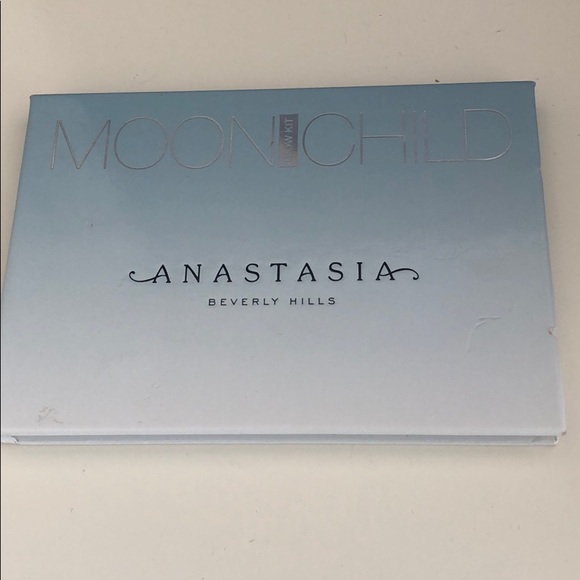 MOON GLOW KIT CHILD
ANASTASIA
BEVERLY HILLS